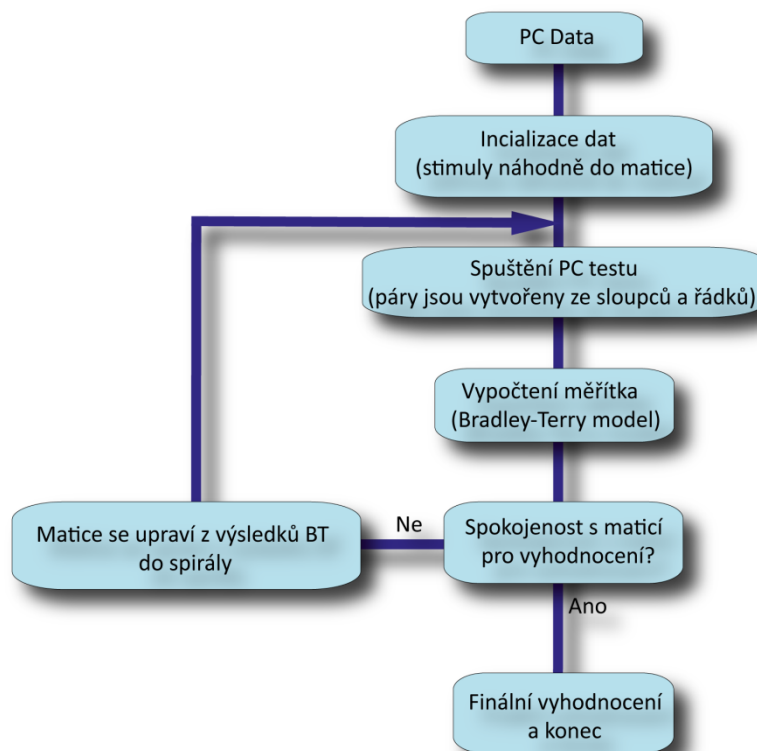 PC Data
Incializace dat
(stimuly náhodně do matice)
Spuštění PC testu
(páry jsou vytvořeny ze sloupců a řádků)
Vypočtení měřítka
(Bradley-Terry model)
Spokojenost s maticí
pro vyhodnocení?
Ne
Matice se upraví z výsledků BT
do spirály
Ano
Finální vyhodnocení
a konec